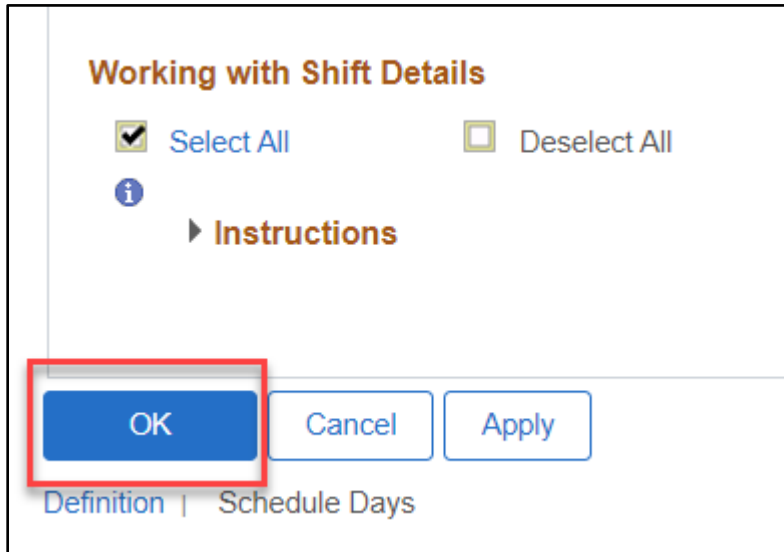 Working with Shift Details
Select All Deselect All
Instructions
OK Cancel Apply
Definition | Schedule Days